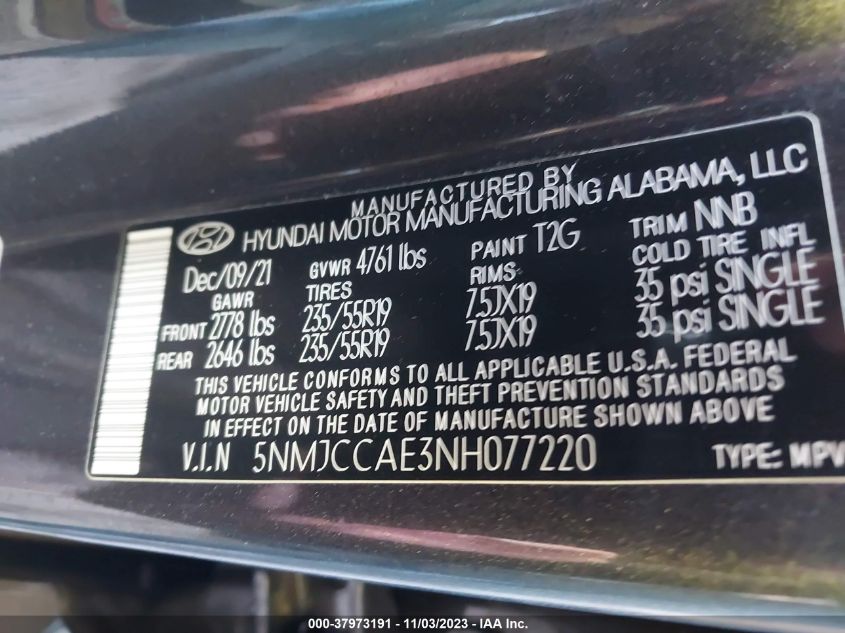 MANUFACTURED BY
HYUNDAI MOTOR MANUFACTURING ALABAMA, LLC
Dec/09/21 GVWR 4761 lbs PAINT T2G TRIM NNB
GAWR TIRES RIMS COLD TIRE INFL
FRONT 2778 lbs 235/55R19 7.5JX19 35 psi SINGLE
REAR 2646 lbs 235/55R19 7.5JX19 35 psi SINGLE
THIS VEHICLE CONFORMS TO ALL APPLICABLE U.S.A. FEDERAL
MOTOR VEHICLE SAFETY AND THEFT PREVENTION STANDARDS
IN EFFECT ON THE DATE OF MANUFACTURE SHOWN ABOVE
V.I.N 5NMJCCAE3NH077220 TYPE: MPV
000-37973191 - 11/03/2023 - IAA Inc.